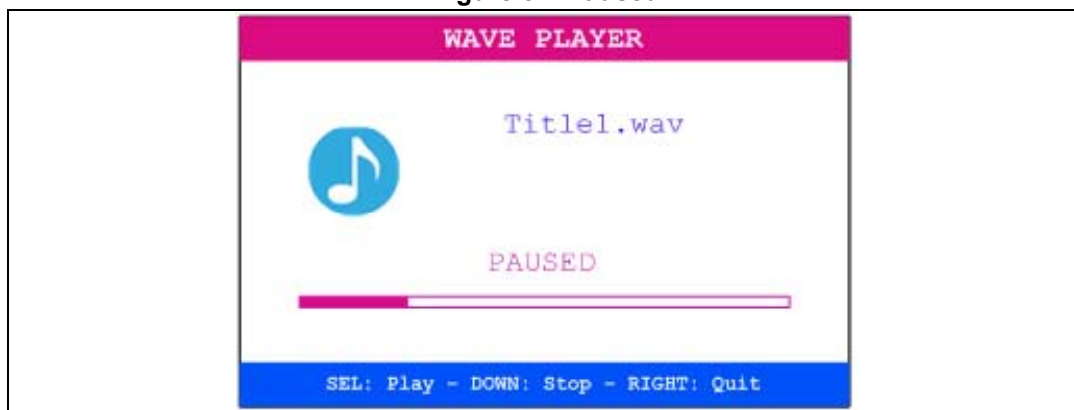 WAVE PLAYER
Title1.wav
PAUSED
SEL: Play - DOWN: Stop - RIGHT: Quit